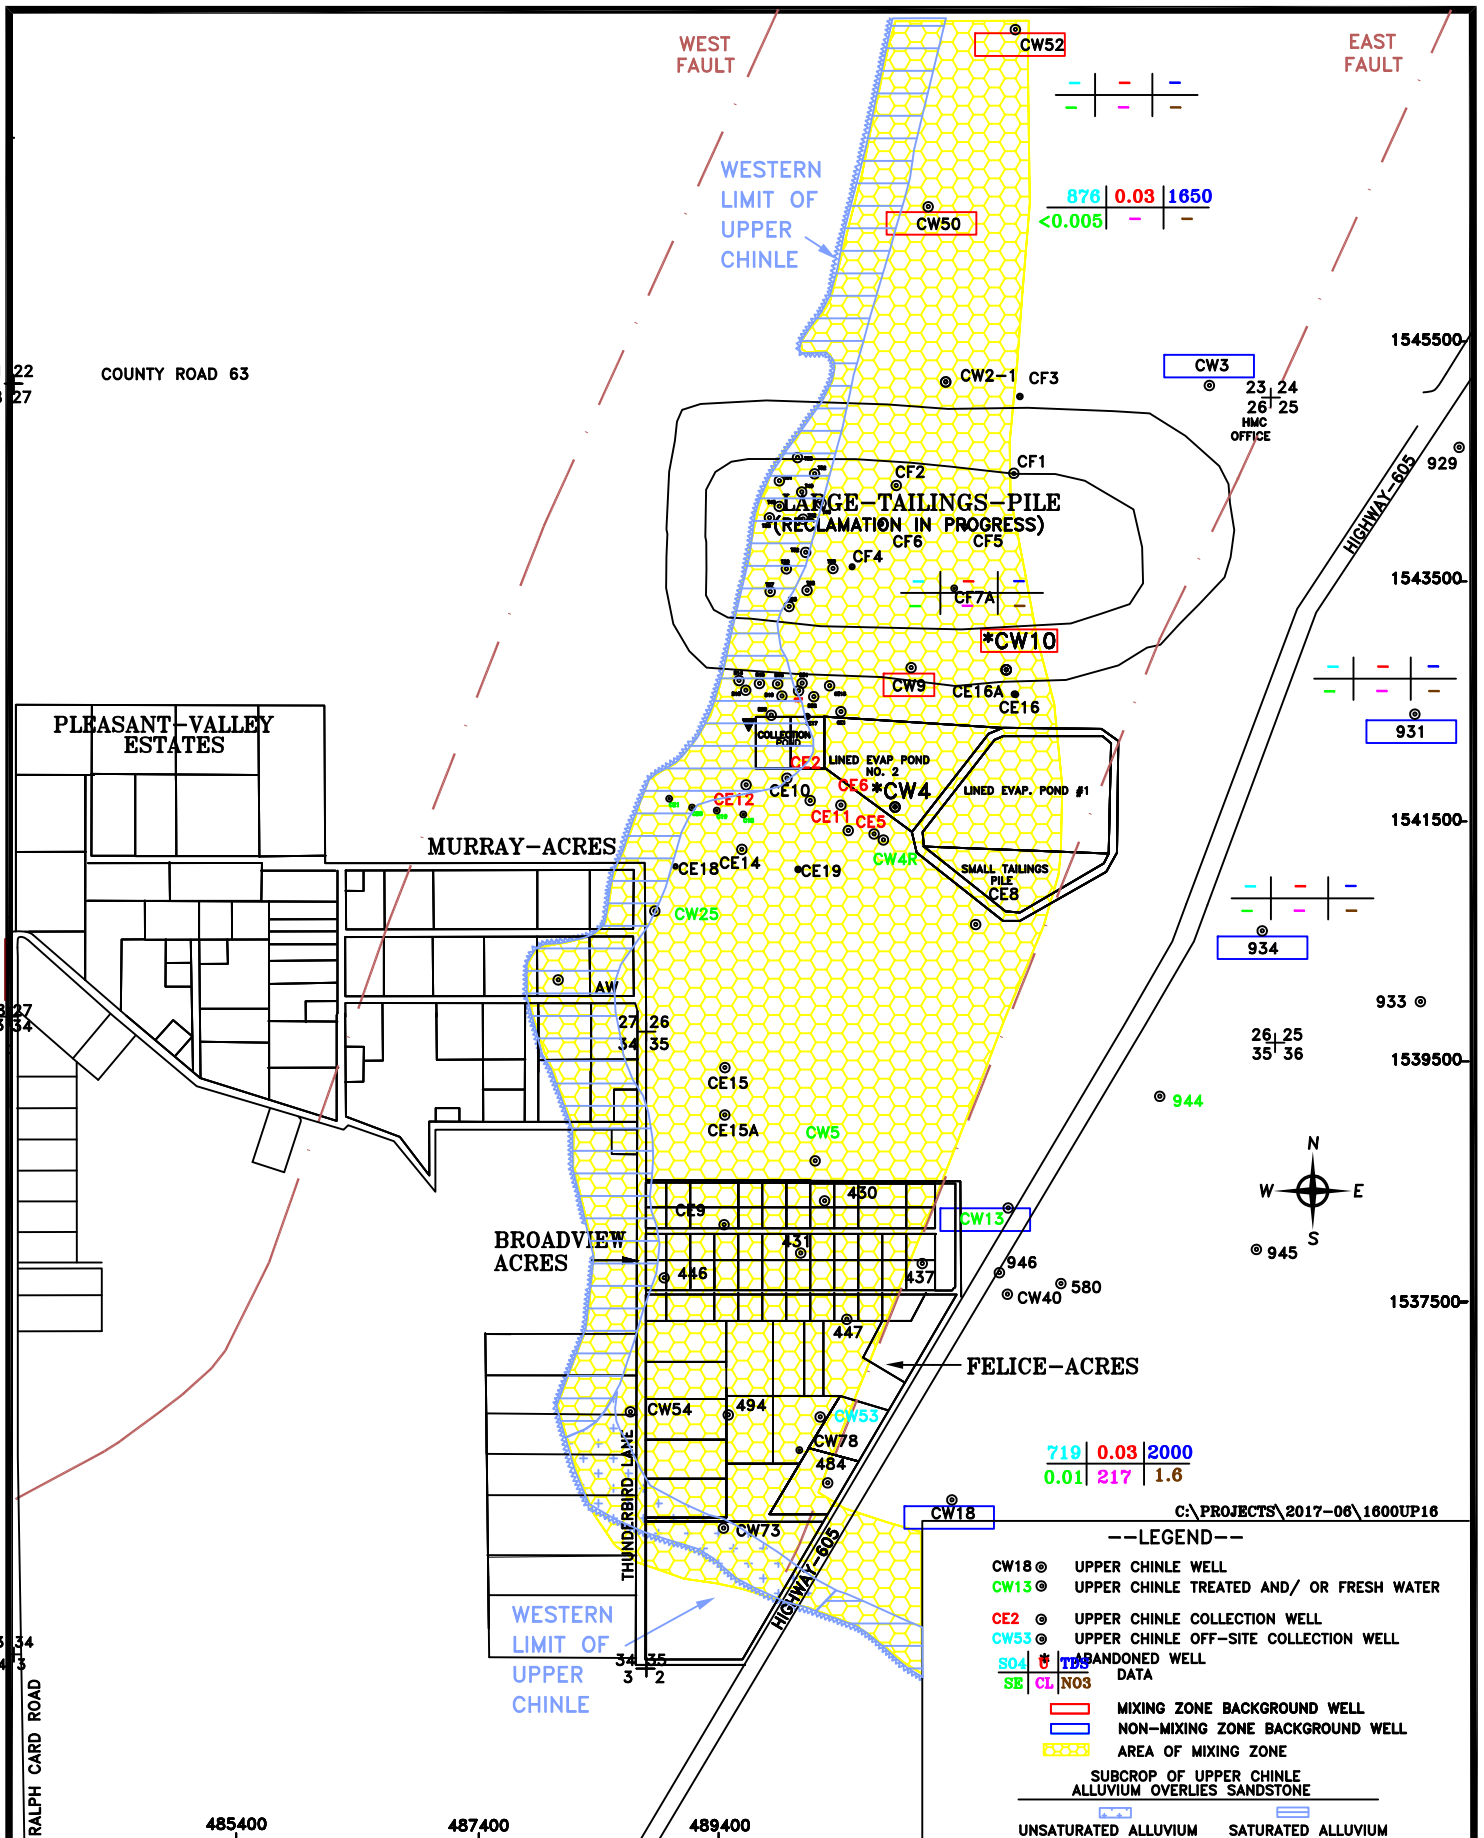 WEST
FAULT
EAST
FAULT
CW52
- - -
- - -
WESTERN
LIMIT OF
UPPER
CHINLE
876 0.03 1650
<0.005 - -
CW50
1545500
CW3
22
27
COUNTY ROAD 63
CW2-1 CF3
23 24
26 25
HMC
OFFICE
929
CF2 CF1
LARGE-TAILINGS-PILE
(RECLAMATION IN PROGRESS)
CF6 CF5
CF4
HIGHWAY-605
1543500
- - -
CF7A
- - -
*CW10
CW9
CE16A
CE16
- - -
- - -
931
PLEASANT-VALLEY
ESTATES
COLLECTION
POND
LINED EVAP POND
NO. 2
CE2
CE10
CE6
*CW4
LINED EVAP. POND #1
CE12
CE11 CE5
1541500
MURRAY-ACRES
CE18 CE14 CE19
CW4R
SMALL TAILINGS
PILE
CE8
- - -
- - -
934
CW25
AW
933
27 26
34 35
27
34
26 25
35 36
1539500
CE15
CE15A
944
CW5
N
W E
S
430
CE9
CW13
BROADVIEW
ACRES
431
945
446
437
946
580
CW40
1537500
447
FELICE-ACRES
CW54 494 CW53
CW78
484
719 0.03 2000
0.01 217 1.6
THUNDERBIRD LANE
CW73
CW18
C:\PROJECTS\2017-06\1600UP16
HIGHWAY-605
--LEGEND--
CW18 UPPER CHINLE WELL
CW13 UPPER CHINLE TREATED AND/ OR FRESH WATER
CE2 UPPER CHINLE COLLECTION WELL
CW53 UPPER CHINLE OFF-SITE COLLECTION WELL
* ABANDONED WELL
SO4 U TDS
SE CL NO3
DATA
MIXING ZONE BACKGROUND WELL
NON-MIXING ZONE BACKGROUND WELL
AREA OF MIXING ZONE
SUBCROP OF UPPER CHINLE
ALLUVIUM OVERLIES SANDSTONE
UNSATURATED ALLUVIUM SATURATED ALLUVIUM
WESTERN
LIMIT OF
UPPER
CHINLE
34 35
3 2
34
3
RALPH CARD ROAD
485400 487400 489400